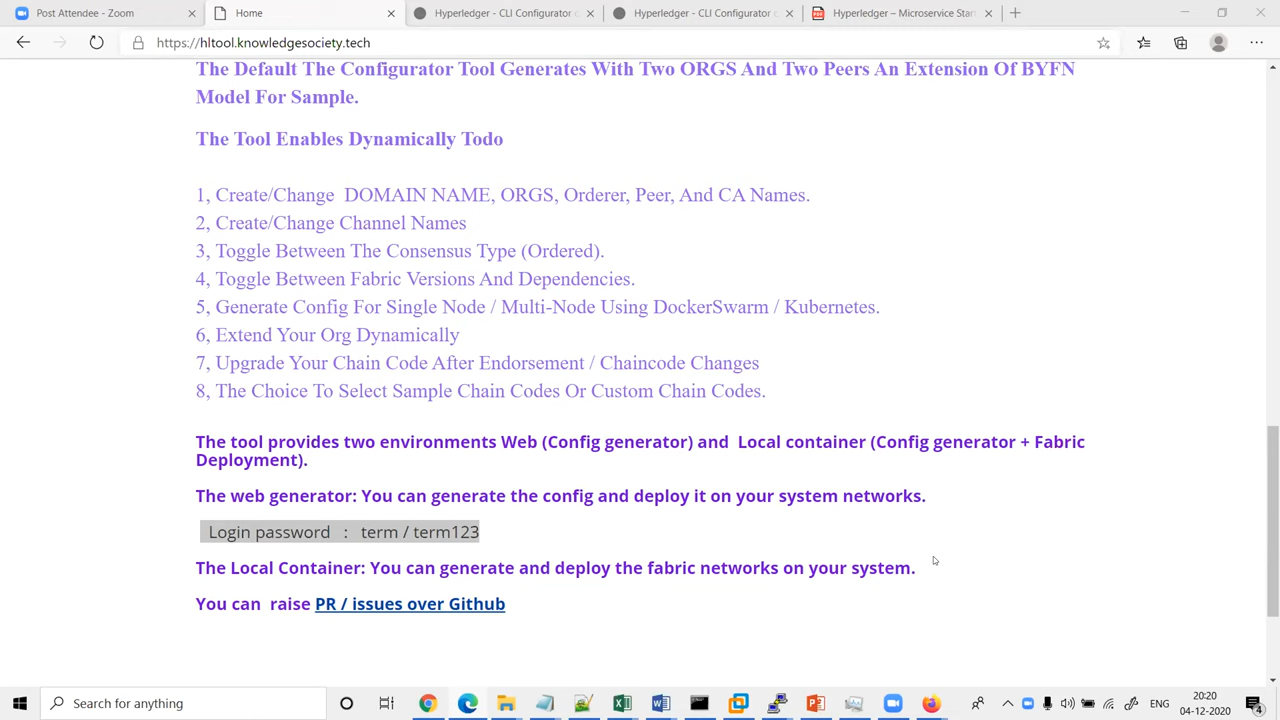 Post Attendee - Zoom
Home
Hyperledger - CLI Configurator
Hyperledger - CLI Configurator
Hyperledger – Microservice Star
https://hltool.knowledgesociety.tech
The Default The Configurator Tool Generates With Two ORGS And Two Peers An Extension Of BYFN
Model For Sample.
The Tool Enables Dynamically Todo
1, Create/Change DOMAIN NAME, ORGS, Orderer, Peer, And CA Names.
2, Create/Change Channel Names
3, Toggle Between The Consensus Type (Ordered).
4, Toggle Between Fabric Versions And Dependencies.
5, Generate Config For Single Node / Multi-Node Using DockerSwarm / Kubernetes.
6, Extend Your Org Dynamically
7, Upgrade Your Chain Code After Endorsement / Chaincode Changes
8, The Choice To Select Sample Chain Codes Or Custom Chain Codes.
The tool provides two environments Web (Config generator) and Local container (Config generator + Fabric
Deployment).
The web generator: You can generate the config and deploy it on your system networks.
Login password : term / term123
The Local Container: You can generate and deploy the fabric networks on your system.
You can raise PR / issues over Github
Search for anything
ENG
20:20
04-12-2020
4